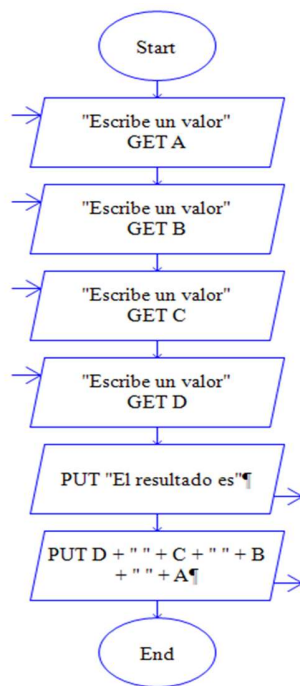 Start
"Escribe un valor"
GET A
"Escribe un valor"
GET B
"Escribe un valor"
GET C
"Escribe un valor"
GET D
PUT "El resultado es"¶
PUT D + " " + C + " " + B
+ " " + A¶
End